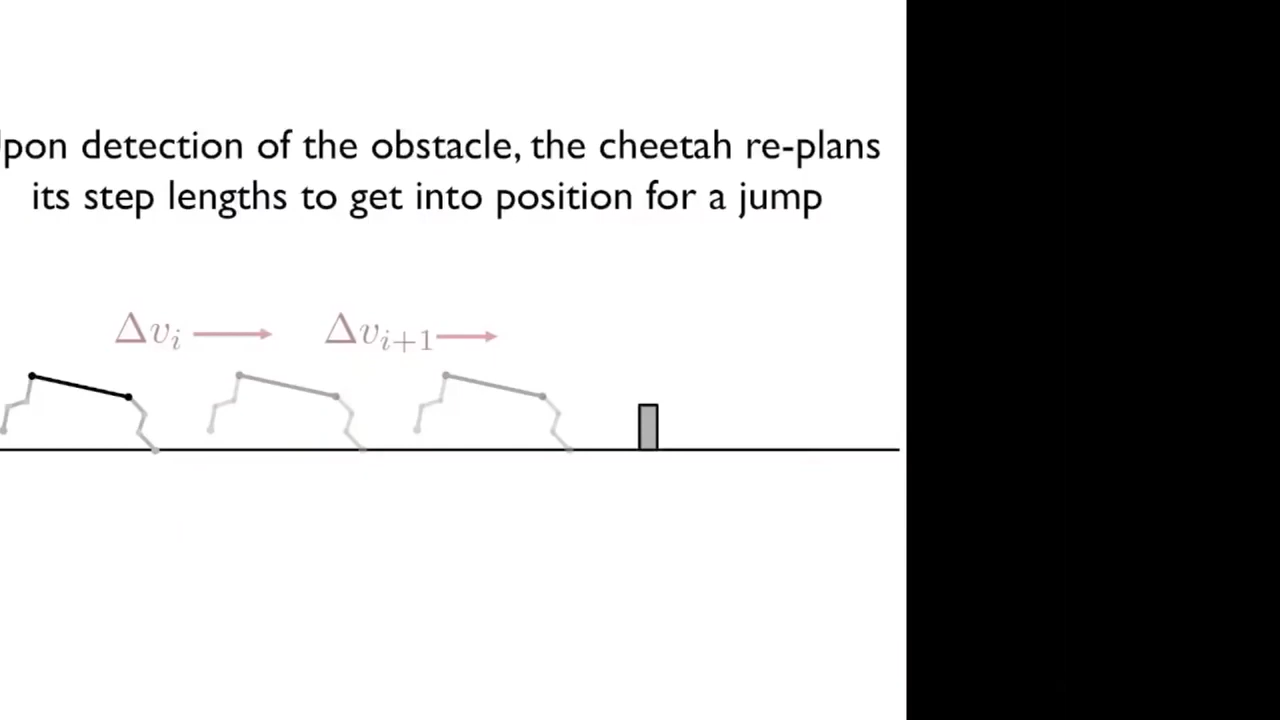 pon detection of the obstacle, the cheetah re-plans
its step lengths to get into position for a jump
Δv_i Δv_{i+1}